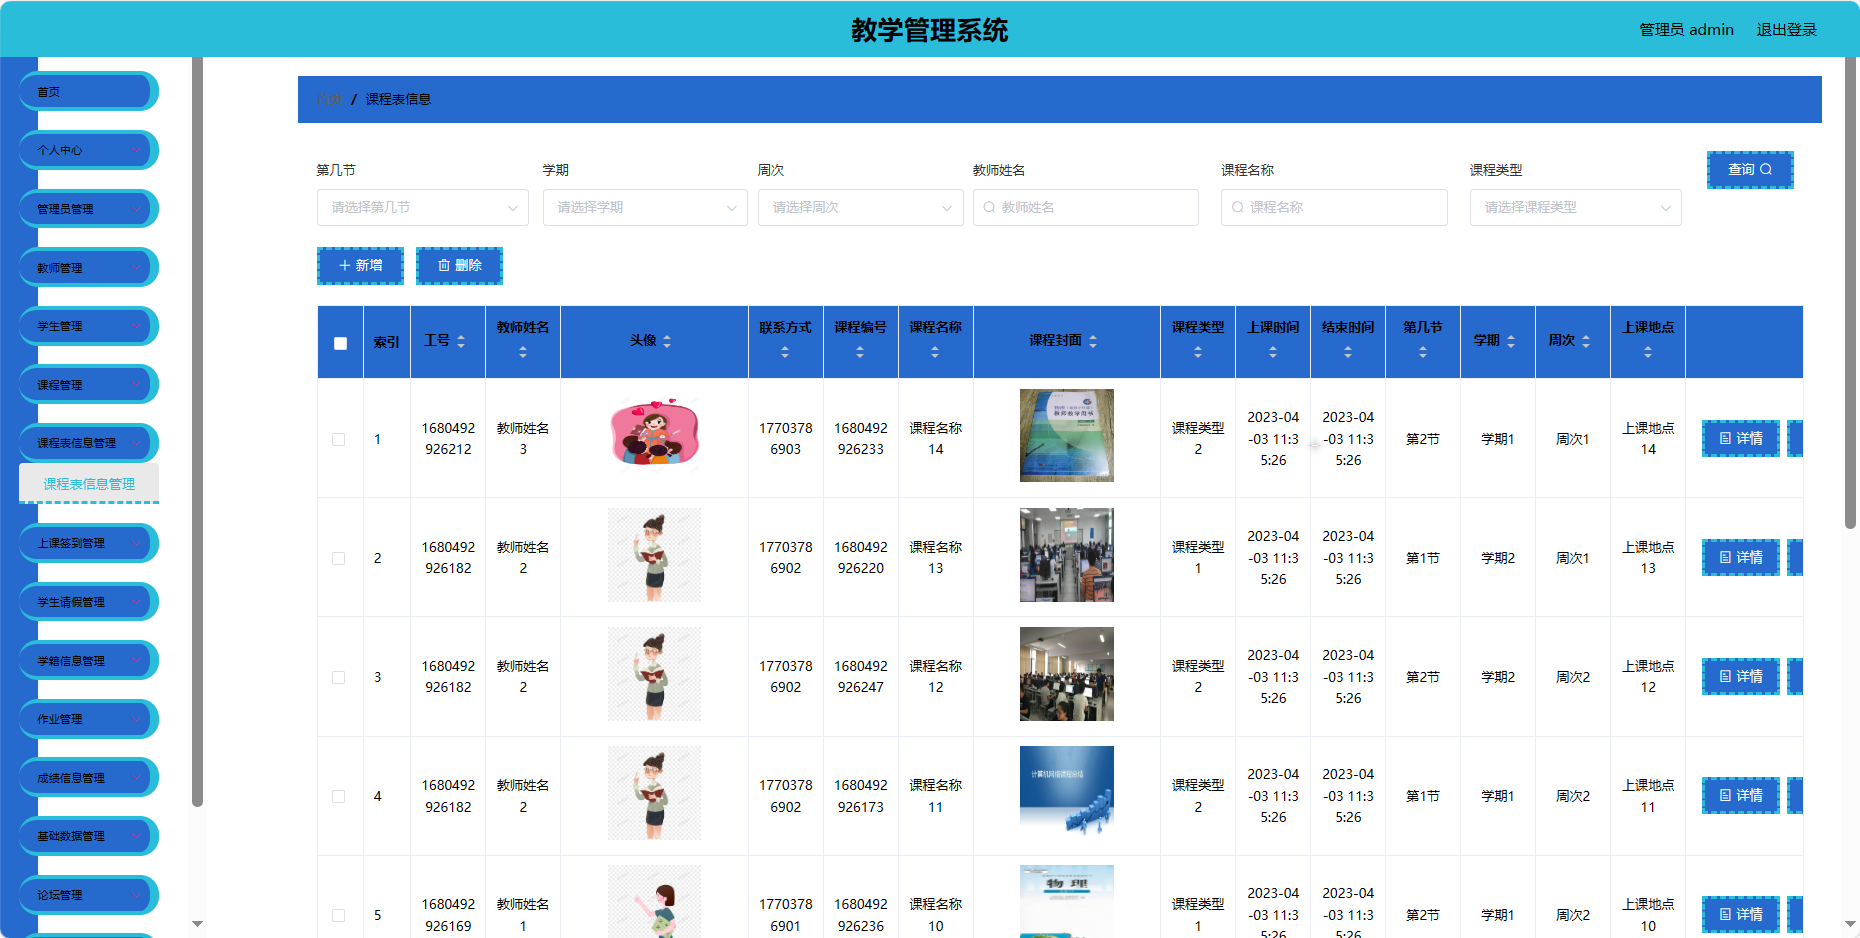 教学管理系统
管理员 admin 退出登录
首页
个人中心
管理员管理
教师管理
学生管理
课程管理
课程表信息管理
课程表信息管理
上课签到管理
学生请假管理
学籍信息管理
作业管理
成绩信息管理
基础数据管理
论坛管理
首页 / 课程表信息
第几节 学期 周次 教师姓名 课程名称 课程类型
请选择第几节 请选择学期 请选择周次 教师姓名 课程名称 请选择课程类型 查询
新增 删除
索引 工号 教师姓名 头像 联系方式 课程编号 课程名称 课程封面 课程类型 上课时间 结束时间 第几节 学期 周次 上课地点
1 1680492926212 教师姓名3 17703786903 1680492926233 课程名称14 课程类型2 2023-04-03 11:35:26 2023-04-03 11:35:26 第2节 学期1 周次1 上课地点14 详情
2 1680492926182 教师姓名2 17703786902 1680492926220 课程名称13 课程类型1 2023-04-03 11:35:26 2023-04-03 11:35:26 第1节 学期2 周次1 上课地点13 详情
3 1680492926182 教师姓名2 17703786902 1680492926247 课程名称12 课程类型2 2023-04-03 11:35:26 2023-04-03 11:35:26 第2节 学期2 周次2 上课地点12 详情
4 1680492926182 教师姓名2 17703786902 1680492926173 课程名称11 计算机网络课程总结 课程类型2 2023-04-03 11:35:26 2023-04-03 11:35:26 第1节 学期1 周次2 上课地点11 详情
5 1680492926169 教师姓名1 17703786901 1680492926236 课程名称10 物理 课程类型1 2023-04-03 11:35:26 2023-04-03 11:35:26 第2节 学期1 周次2 上课地点10 详情